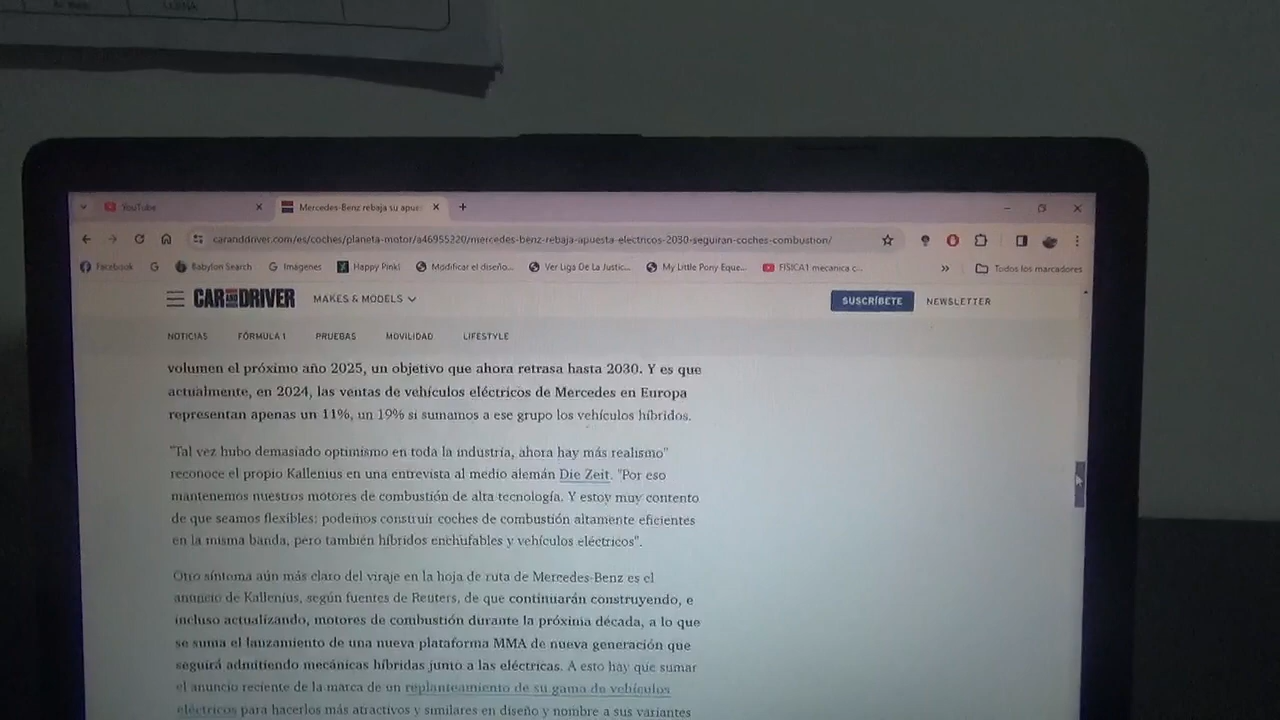 LUNA
YouTube
Mercedes-Benz rebaja su apue
caranddriver.com/es/coches/planeta-motor/a46955320/mercedes-benz-rebaja-apuesta-electricos-2030-seguiran-coches-combustion/
Facebook Babylon Search Imágenes Happy Pink! Modificar el diseño... Ver Liga De La Justic... My Little Pony Eque... FÍSICA1 mecanica c... » Todos los marcadores
CAR AND DRIVER MAKES & MODELS SUSCRÍBETE NEWSLETTER
NOTICIAS FÓRMULA 1 PRUEBAS MOVILIDAD LIFESTYLE
volumen el próximo año 2025, un objetivo que ahora retrasa hasta 2030. Y es que
actualmente, en 2024, las ventas de vehículos eléctricos de Mercedes en Europa
representan apenas un 11%, un 19% si sumamos a ese grupo los vehículos híbridos.
"Tal vez hubo demasiado optimismo en toda la industria, ahora hay más realismo"
reconoce el propio Kallenius en una entrevista al medio alemán Die Zeit. "Por eso
mantenemos nuestros motores de combustión de alta tecnología. Y estoy muy contento
de que seamos flexibles: podemos construir coches de combustión altamente eficientes
en la misma banda, pero también híbridos enchufables y vehículos eléctricos".
Otro síntoma aún más claro del viraje en la hoja de ruta de Mercedes-Benz es el
anuncio de Kallenius, según fuentes de Reuters, de que continuarán construyendo, e
incluso actualizando, motores de combustión durante la próxima década, a lo que
se suma el lanzamiento de una nueva plataforma MMA de nueva generación que
seguirá admitiendo mecánicas híbridas junto a las eléctricas. A esto hay que sumar
el anuncio reciente de la marca de un replanteamiento de su gama de vehículos
eléctricos para hacerlos más atractivos y similares en diseño y nombre a sus variantes